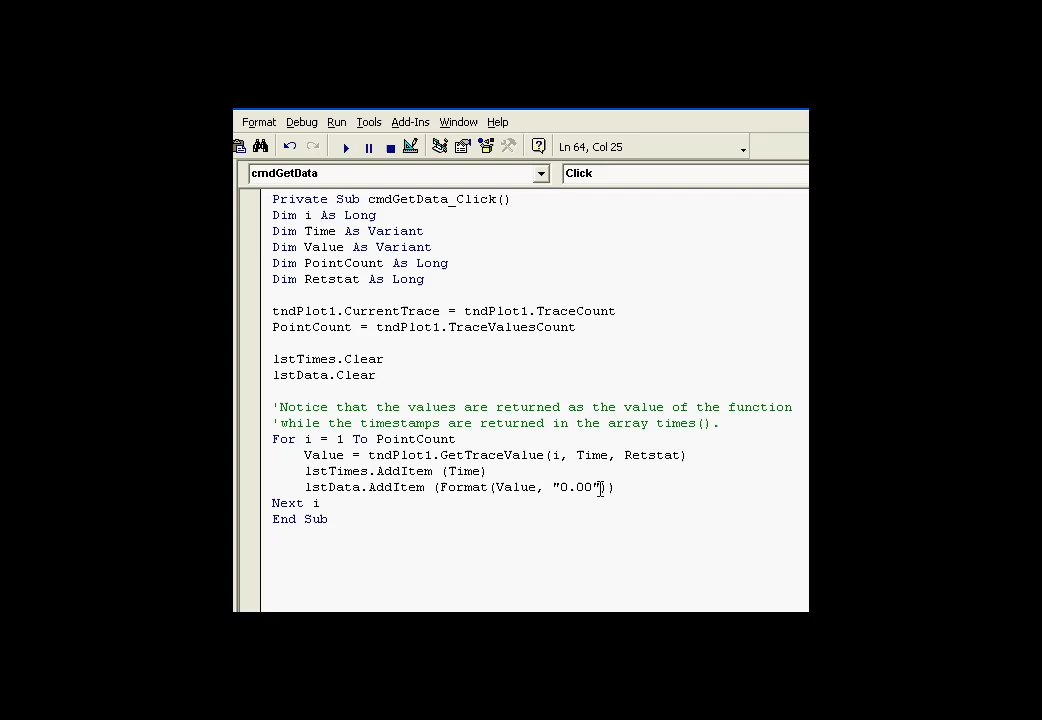 Format Debug Run Tools Add-Ins Window Help
Ln 64, Col 25
cmdGetData Click
Private Sub cmdGetData_Click()
Dim i As Long
Dim Time As Variant
Dim Value As Variant
Dim PointCount As Long
Dim Retstat As Long
tndPlot1.CurrentTrace = tndPlot1.TraceCount
PointCount = tndPlot1.TraceValuesCount
lstTimes.Clear
lstData.Clear
'Notice that the values are returned as the value of the function
'while the timestamps are returned in the array times().
For i = 1 To PointCount
Value = tndPlot1.GetTraceValue(i, Time, Retstat)
lstTimes.AddItem (Time)
lstData.AddItem (Format(Value, "0.00"))
Next i
End Sub